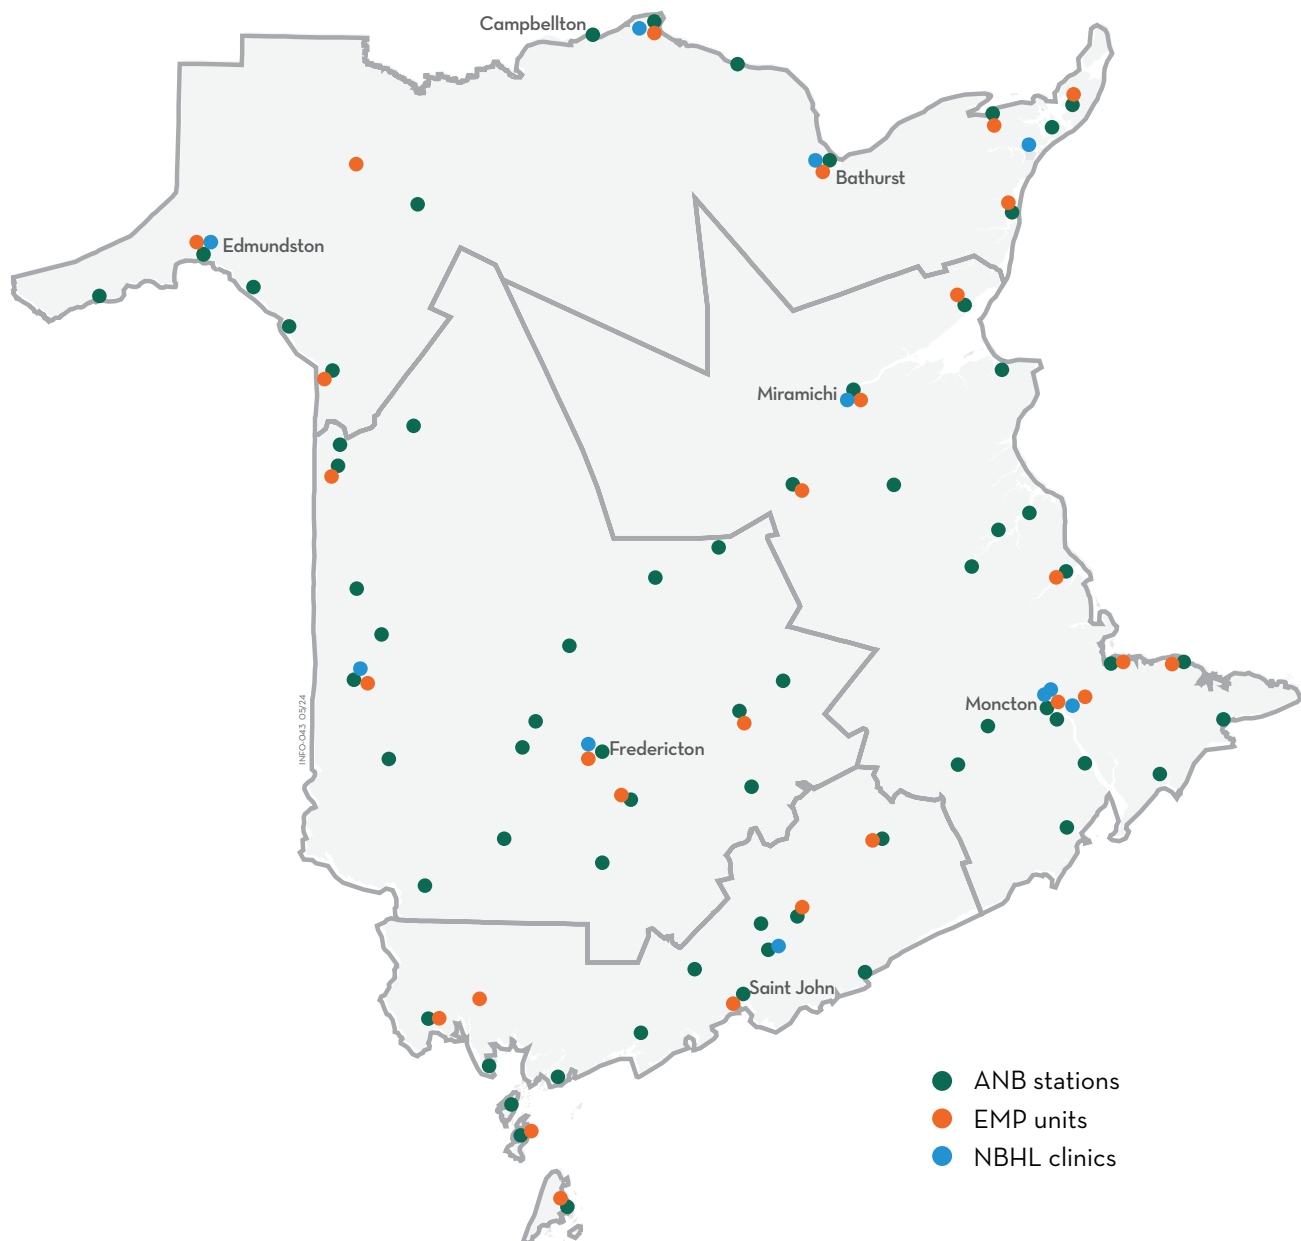 Campbellton
Bathurst
Edmundston
Miramichi
INFO-043 05/24
Moncton
Fredericton
Saint John
ANB stations
EMP units
NBHL clinics